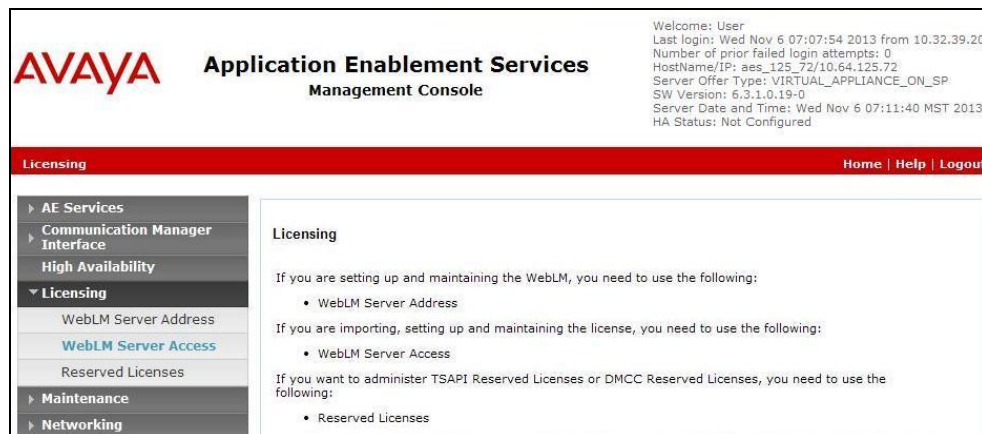 AVAYA
Application Enablement Services
Management Console
Welcome: User
Last login: Wed Nov 6 07:07:54 2013 from 10.32.39.20
Number of prior failed login attempts: 0
HostName/IP: aes_125_72/10.64.125.72
Server Offer Type: VIRTUAL_APPLIANCE_ON_SP
SW Version: 6.3.1.0.19-0
Server Date and Time: Wed Nov 6 07:11:40 MST 2013
HA Status: Not Configured
Licensing
Home | Help | Logout
AE Services
Communication Manager
Interface
High Availability
Licensing
WebLM Server Address
WebLM Server Access
Reserved Licenses
Maintenance
Networking
Licensing
If you are setting up and maintaining the WebLM, you need to use the following:
• WebLM Server Address
If you are importing, setting up and maintaining the license, you need to use the following:
• WebLM Server Access
If you want to administer TSAPI Reserved Licenses or DMCC Reserved Licenses, you need to use the
following:
• Reserved Licenses